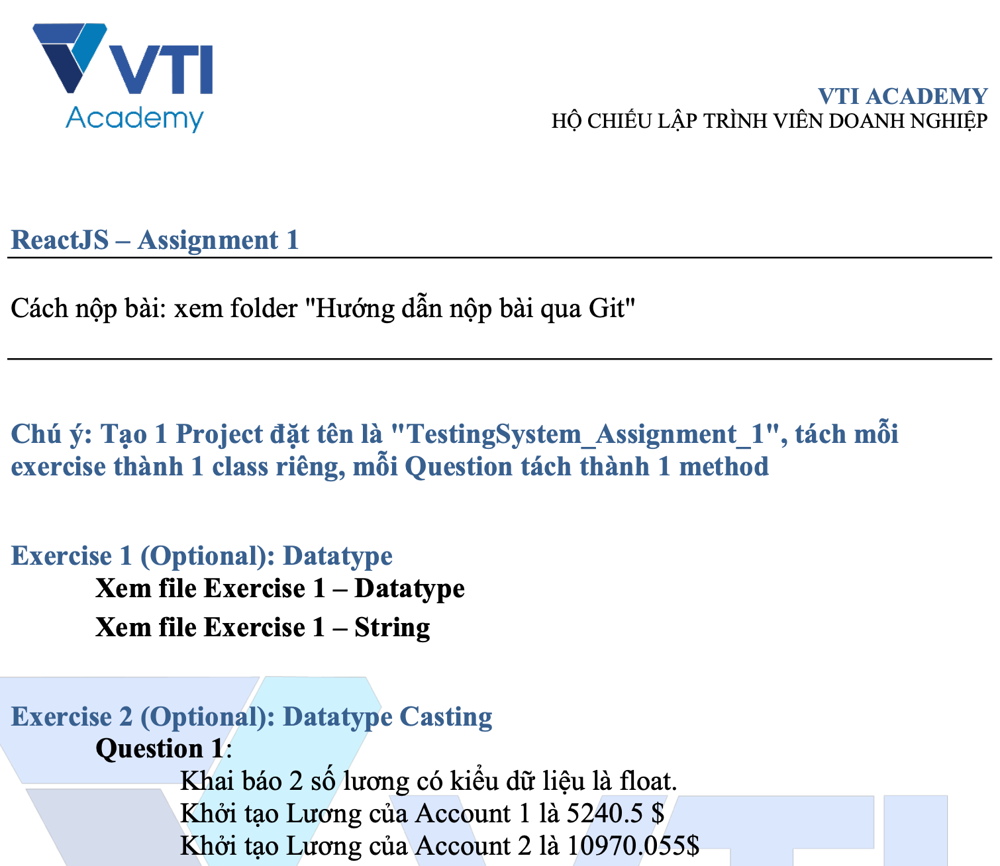 VTI
Academy
VTI ACADEMY
HỘ CHIẾU LẬP TRÌNH VIÊN DOANH NGHIỆP
ReactJS – Assignment 1
Cách nộp bài: xem folder "Hướng dẫn nộp bài qua Git"
Chú ý: Tạo 1 Project đặt tên là "TestingSystem_Assignment_1", tách mỗi
exercise thành 1 class riêng, mỗi Question tách thành 1 method
Exercise 1 (Optional): Datatype
Xem file Exercise 1 – Datatype
Xem file Exercise 1 – String
Exercise 2 (Optional): Datatype Casting
Question 1:
Khai báo 2 số lương có kiểu dữ liệu là float.
Khởi tạo Lương của Account 1 là 5240.5 $
Khởi tạo Lương của Account 2 là 10970.055$
VTI